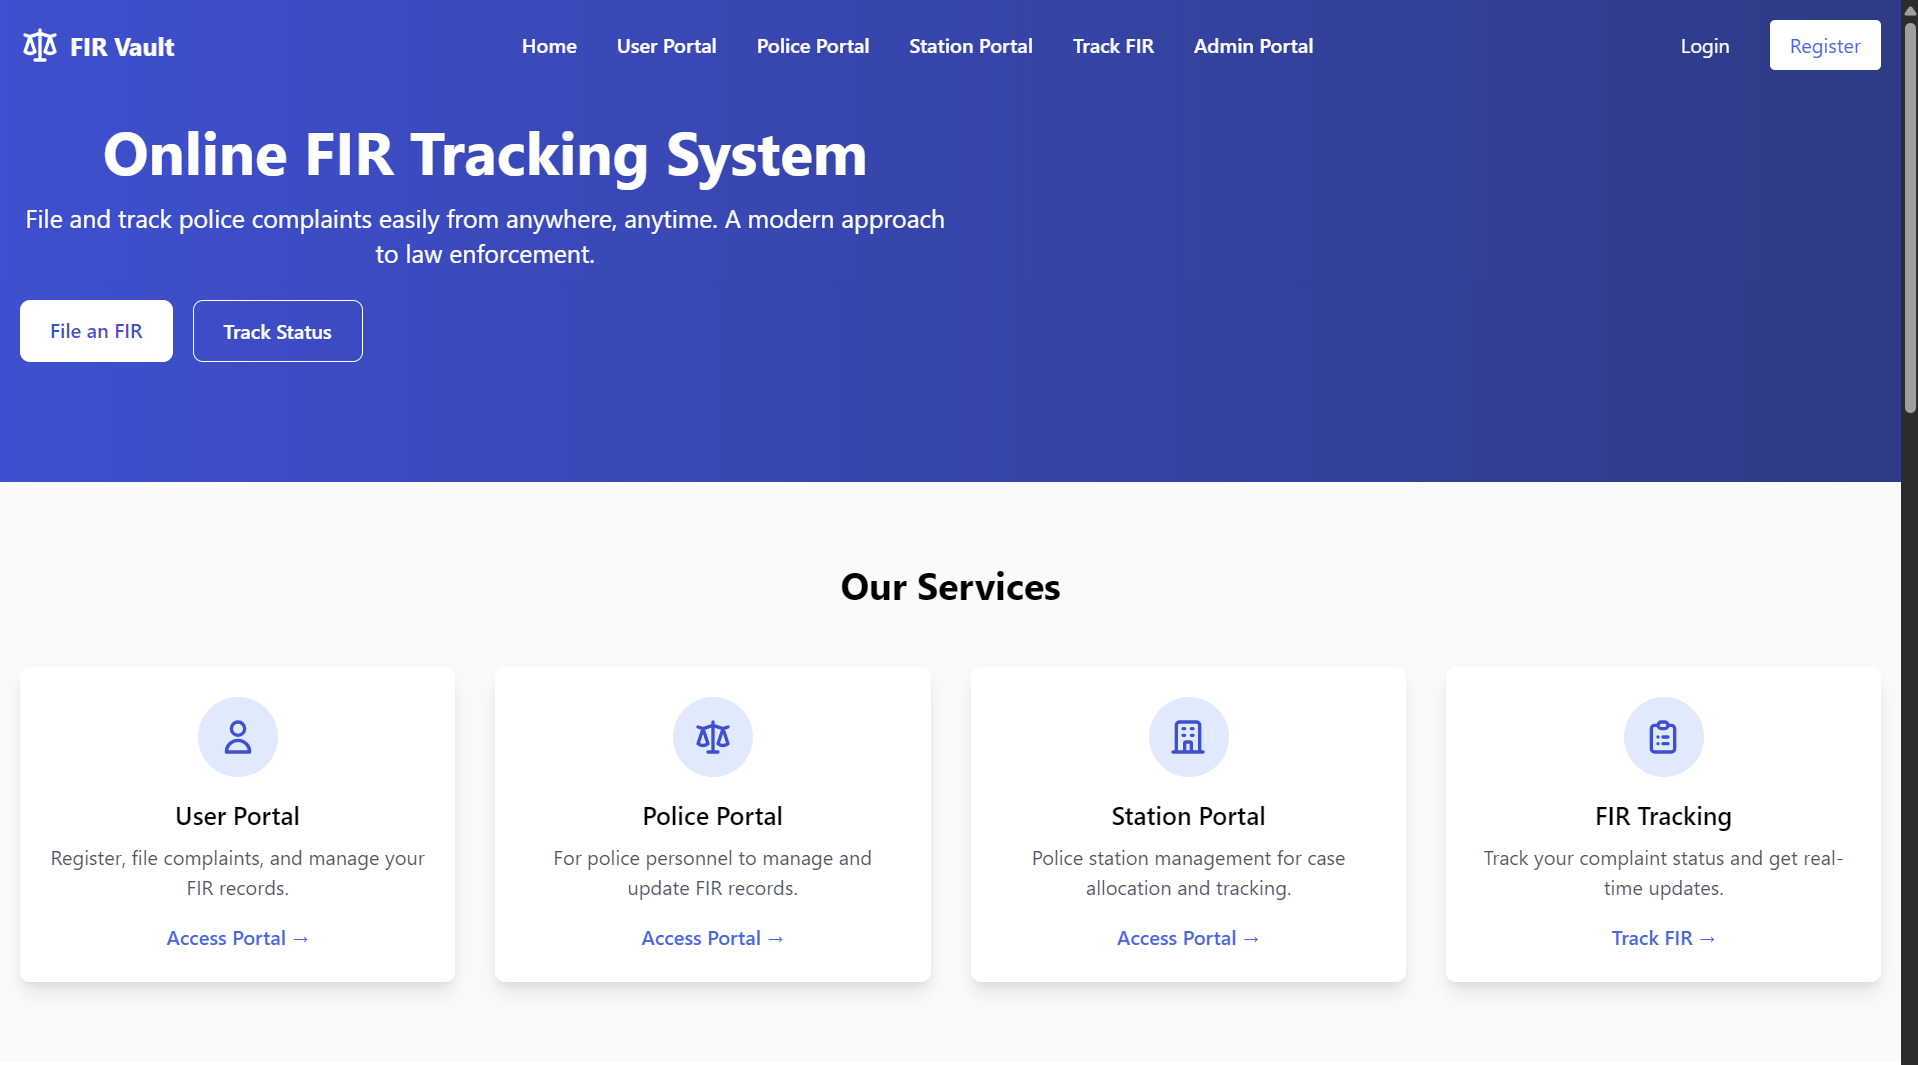 FIR Vault
Home
User Portal
Police Portal
Station Portal
Track FIR
Admin Portal
Login
Register
Online FIR Tracking System
File and track police complaints easily from anywhere, anytime. A modern approach
to law enforcement.
File an FIR
Track Status
Our Services
User Portal
Register, file complaints, and manage your
FIR records.
Access Portal →
Police Portal
For police personnel to manage and
update FIR records.
Access Portal →
Station Portal
Police station management for case
allocation and tracking.
Access Portal →
FIR Tracking
Track your complaint status and get real-
time updates.
Track FIR →